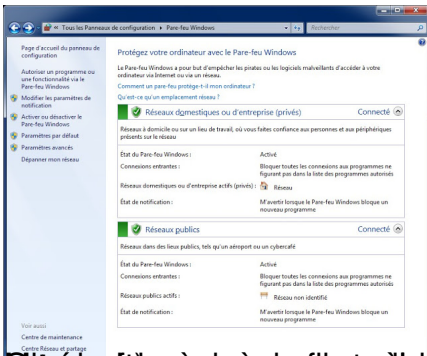 « Tous les Panneaux de configuration ▸ Pare-feu Windows
Rechercher
Page d'accueil du panneau de configuration
Autoriser un programme ou une fonctionnalité via le Pare-feu Windows
Modifier les paramètres de notification
Activer ou désactiver le Pare-feu Windows
Paramètres par défaut
Paramètres avancés
Dépanner mon réseau
Voir aussi
Centre de maintenance
Centre Réseau et partage
Protégez votre ordinateur avec le Pare-feu Windows
Le Pare-feu Windows a pour but d'empêcher les pirates ou les logiciels malveillants d'accéder à votre
ordinateur via Internet ou via un réseau.
Comment un pare-feu protège-t-il mon ordinateur ?
Qu'est-ce qu'un emplacement réseau ?
Réseaux domestiques ou d'entreprise (privés) Connecté
Réseaux à domicile ou sur un lieu de travail, où vous faites confiance aux personnes et aux périphériques
présents sur le réseau
État du Pare-feu Windows : Activé
Connexions entrantes : Bloquer toutes les connexions aux programmes ne
figurant pas dans la liste des programmes autorisés
Réseaux domestiques ou d'entreprise actifs (privés) : Réseau
État de notification : M'avertir lorsque le Pare-feu Windows bloque un
nouveau programme
Réseaux publics Connecté
Réseaux dans des lieux publics, tels qu'un aéroport ou un cybercafé
État du Pare-feu Windows : Activé
Connexions entrantes : Bloquer toutes les connexions aux programmes ne
figurant pas dans la liste des programmes autorisés
Réseaux publics actifs : Réseau non identifié
État de notification : M'avertir lorsque le Pare-feu Windows bloque un
nouveau programme